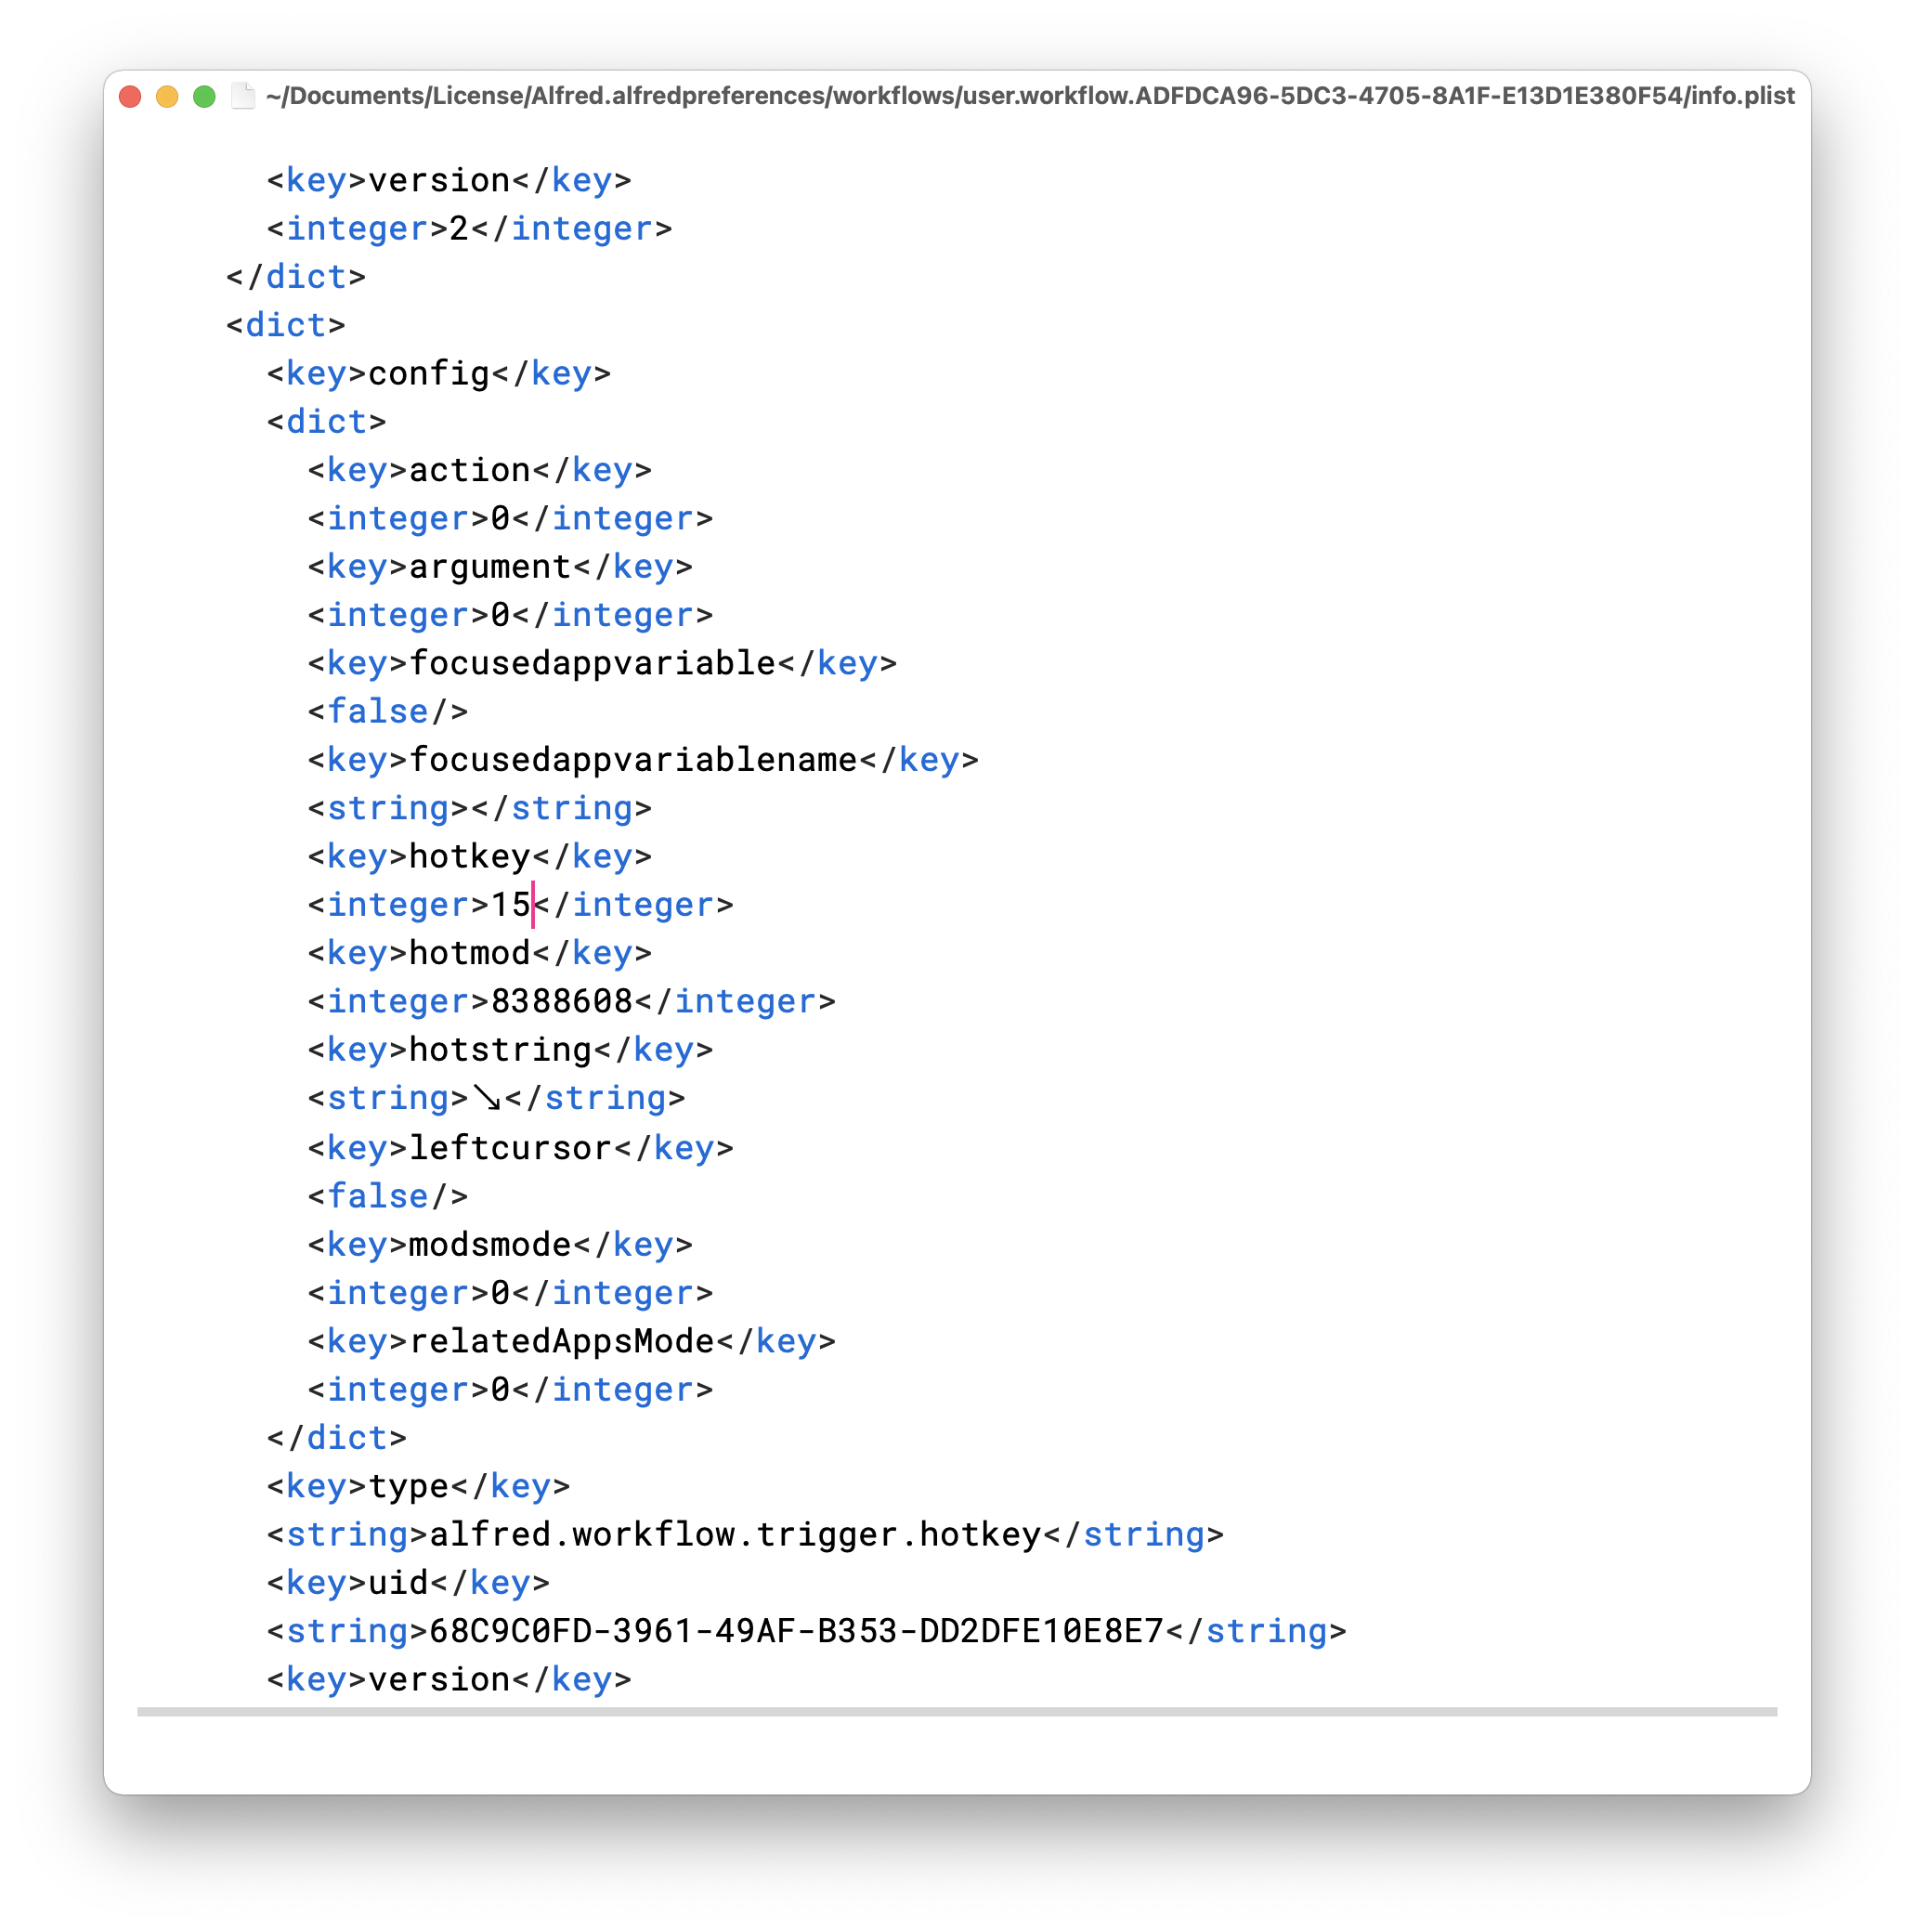 ~/Documents/License/Alfred.alfredpreferences/workflows/user.workflow.ADFDCA96-5DC3-4705-8A1F-E13D1E380F54/info.plist
<key>version</key>
<integer>2</integer>
</dict>
<dict>
<key>config</key>
<dict>
<key>action</key>
<integer>0</integer>
<key>argument</key>
<integer>0</integer>
<key>focusedappvariable</key>
<false/>
<key>focusedappvariablename</key>
<string></string>
<key>hotkey</key>
<integer>15</integer>
<key>hotmod</key>
<integer>8388608</integer>
<key>hotstring</key>
<string>↘</string>
<key>leftcursor</key>
<false/>
<key>modsmode</key>
<integer>0</integer>
<key>relatedAppsMode</key>
<integer>0</integer>
</dict>
<key>type</key>
<string>alfred.workflow.trigger.hotkey</string>
<key>uid</key>
<string>68C9C0FD-3961-49AF-B353-DD2DFE10E8E7</string>
<key>version</key>